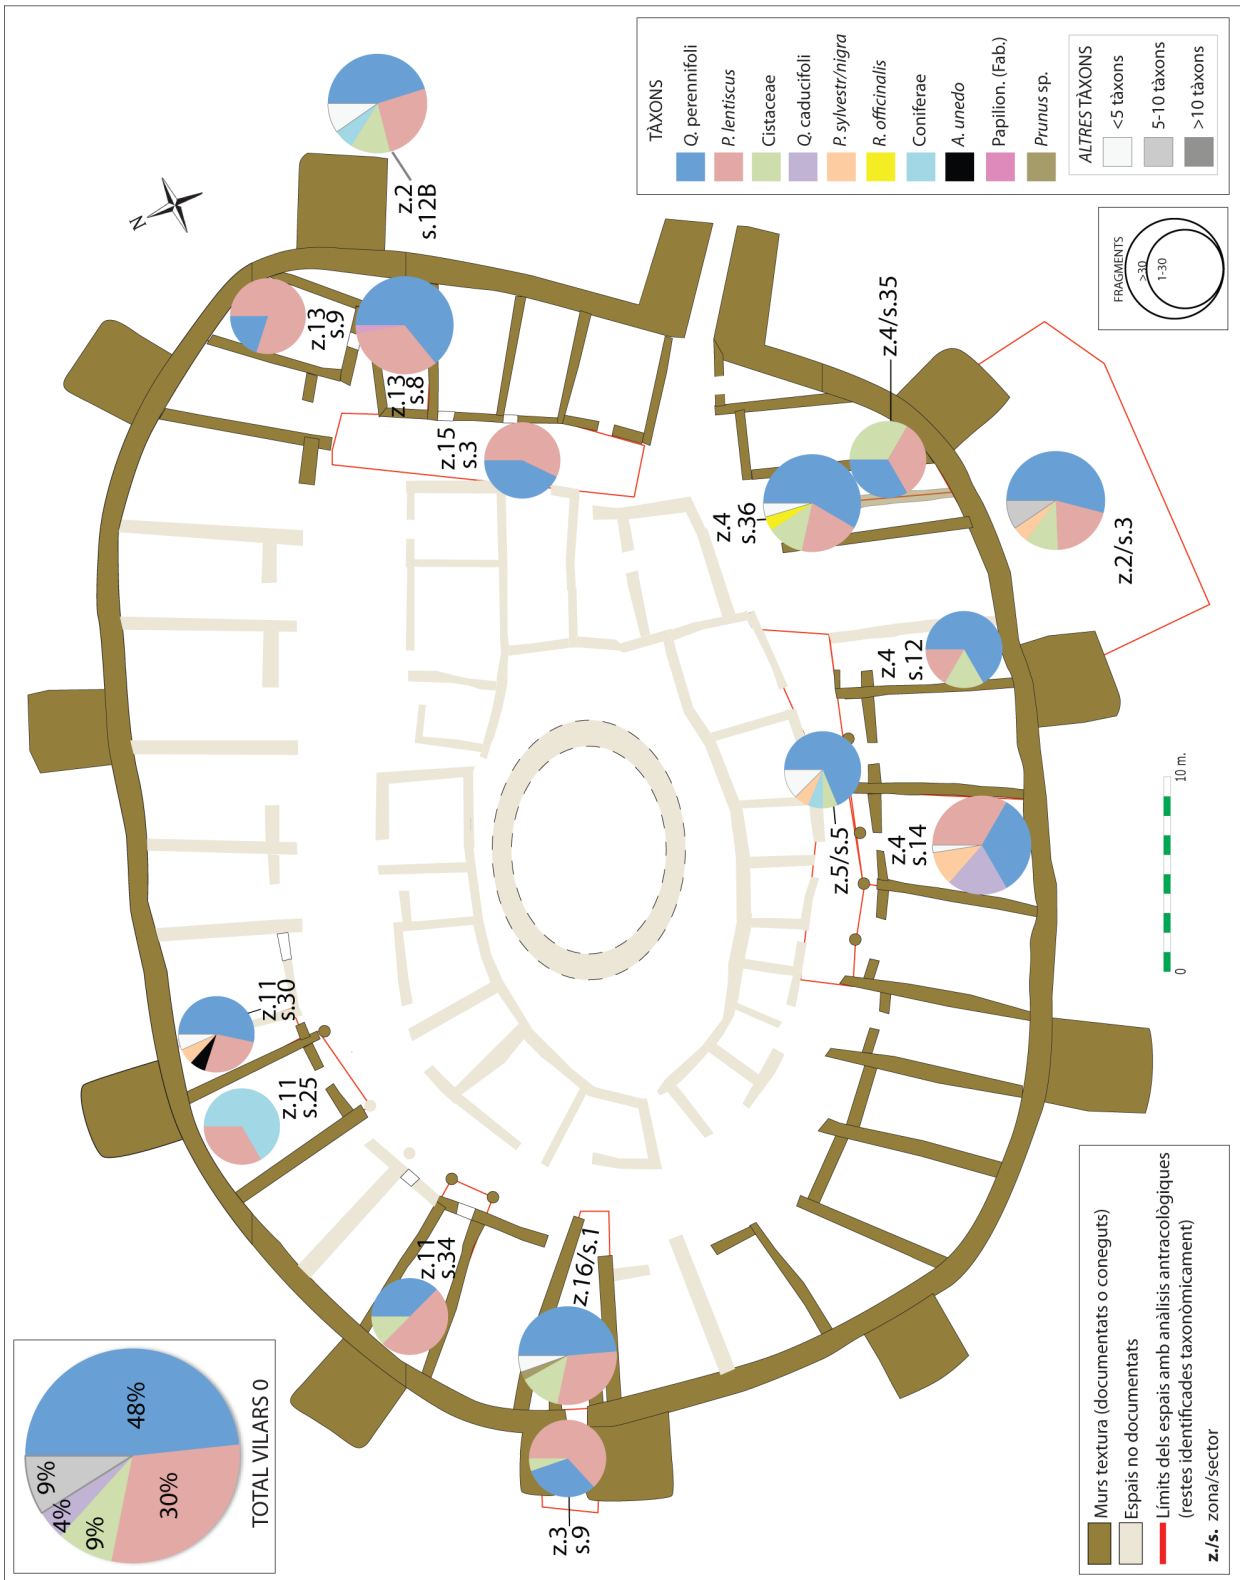 48%
30%
9%
4%
9%
TOTAL VILARS 0
z.3
s.9
z.16/s.1
z.11
s.34
z.11
s.25
z.11
s.30
z.13
s.9
z.13
s.8
z.15
s.3
z.2
s.12B
N
z.4/s.35
z.4
s.36
z.2/s.3
z.4
s.12
z.5/s.5
z.4
s.14
0
10 m.
Murs textura (documentats o coneguts)
Espais no documentats
Límits dels espais amb anàlisis antracològiques
(restes identificades taxonòmicament)
z./s. zona/sector
FRAGMENTS
>30
1-30
TÀXONS
Q. perennifoli
P. lentiscus
Cistaceae
Q. caducifoli
P. sylvestr/nigra
R. officinalis
Coniferae
A. unedo
Papilion. (Fab.)
Prunus sp.
ALTRES TÀXONS
<5 tàxons
5-10 tàxons
>10 tàxons